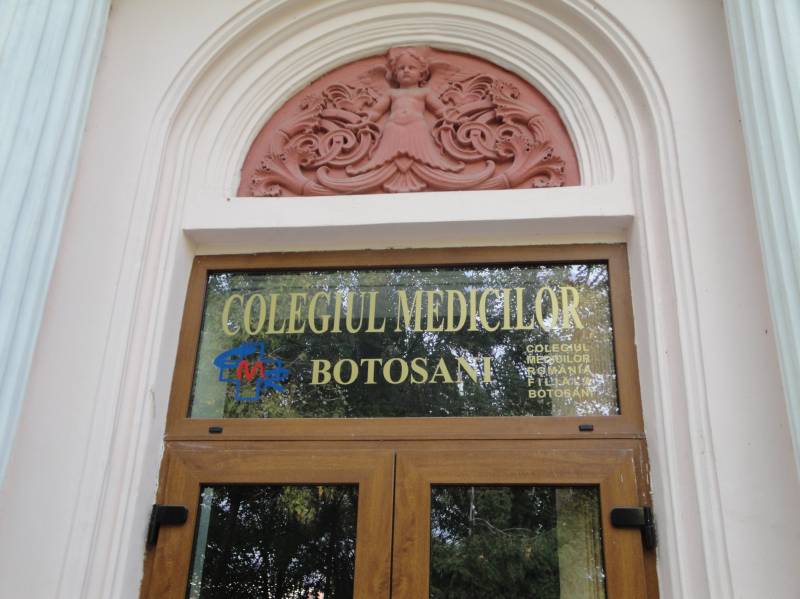 COLEGIUL MEDICILOR
BOTOSANI
COLEGIUL
MEDICILOR
ROMÂNIA
FILIALA
BOTOSANI
M